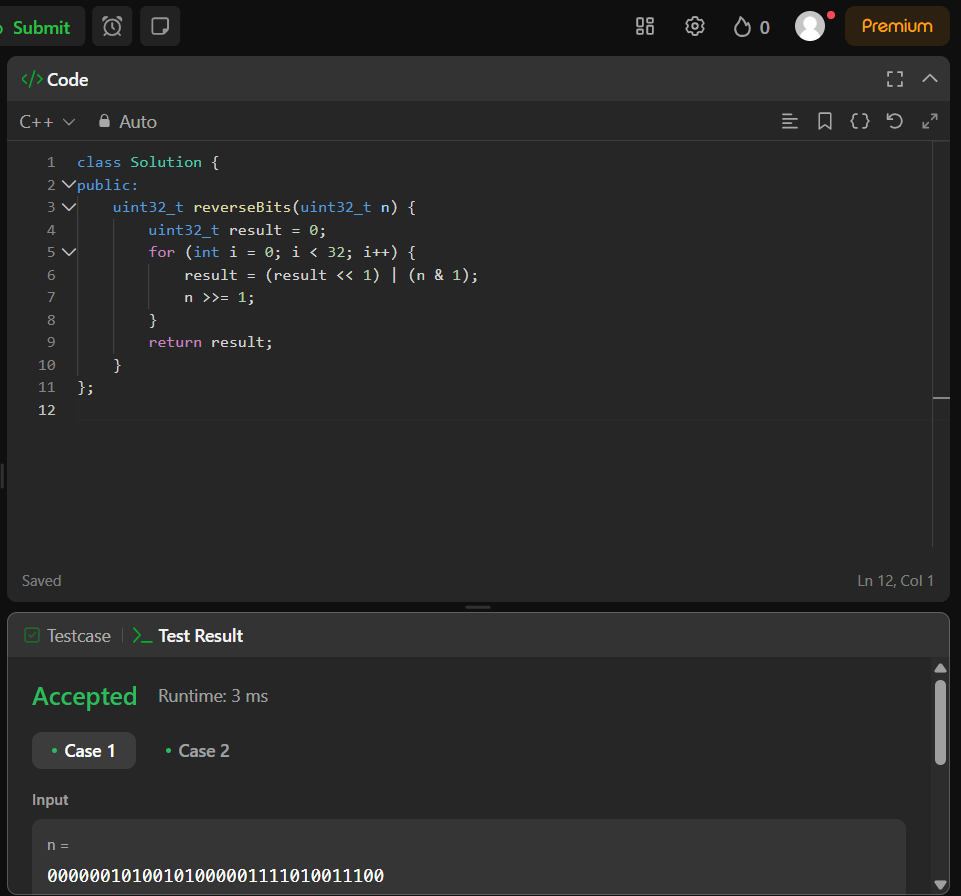 Submit
0
Premium
</> Code
C++ Auto
1 class Solution {
2 public:
3 uint32_t reverseBits(uint32_t n) {
4 uint32_t result = 0;
5 for (int i = 0; i < 32; i++) {
6 result = (result << 1) | (n & 1);
7 n >>= 1;
8 }
9 return result;
10 }
11 };
12
Saved Ln 12, Col 1
Testcase | Test Result
Accepted Runtime: 3 ms
• Case 1 • Case 2
Input
n =
00000010100101000001111010011100